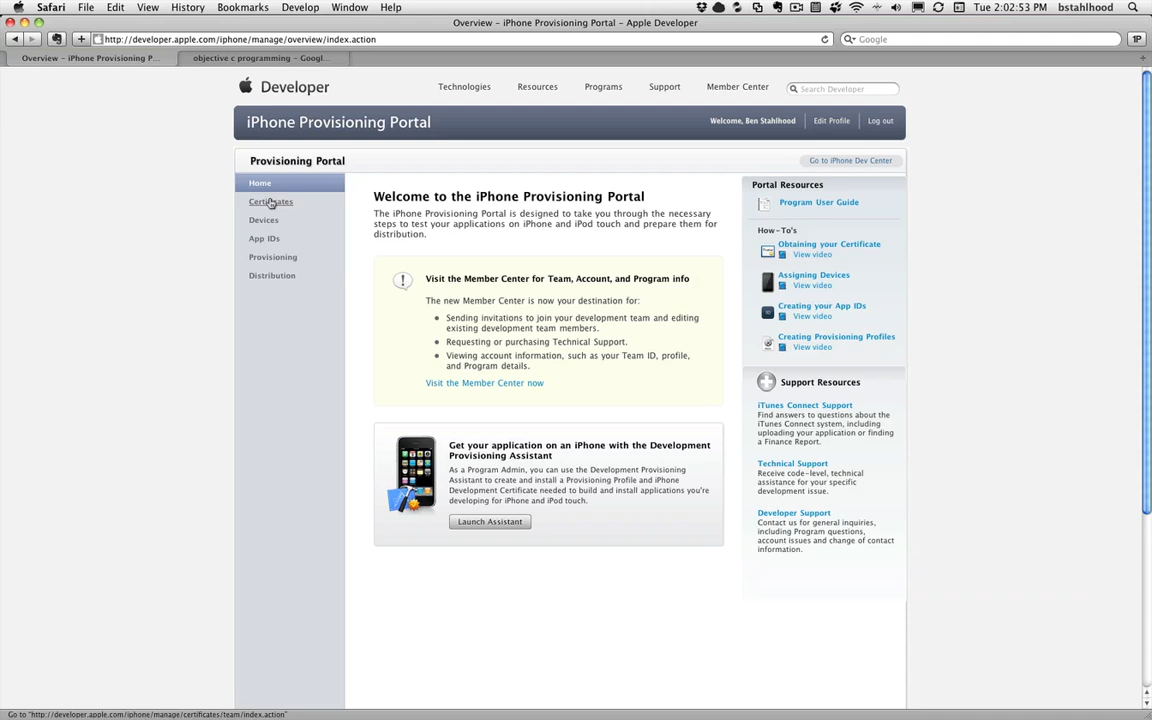 Safari File Edit View History Bookmarks Develop Window Help Tue 2:02:53 PM bstahlhood
Overview – iPhone Provisioning Portal – Apple Developer
http://developer.apple.com/iphone/manage/overview/index.action Google 1P
Overview – iPhone Provisioning P... objective c programming – Googl...
Developer Technologies Resources Programs Support Member Center Search Developer
iPhone Provisioning Portal Welcome, Ben Stahlhood Edit Profile Log out
Provisioning Portal Go to iPhone Dev Center
Home
Certificates
Devices
App IDs
Provisioning
Distribution
Welcome to the iPhone Provisioning Portal
The iPhone Provisioning Portal is designed to take you through the necessary
steps to test your applications on iPhone and iPod touch and prepare them for
distribution.
Visit the Member Center for Team, Account, and Program info
The new Member Center is now your destination for:
Sending invitations to join your development team and editing
existing development team members.
Requesting or purchasing Technical Support.
Viewing account information, such as your Team ID, profile,
and Program details.
Visit the Member Center now
Get your application on an iPhone with the Development
Provisioning Assistant
As a Program Admin, you can use the Development Provisioning
Assistant to create and install a Provisioning Profile and iPhone
Development Certificate needed to build and install applications you're
developing for iPhone and iPod touch.
Launch Assistant
Portal Resources
Program User Guide
How-To's
Obtaining your Certificate
View video
Assigning Devices
View video
Creating your App IDs
View video
Creating Provisioning Profiles
View video
Support Resources
iTunes Connect Support
Find answers to questions about the
iTunes Connect system, including
uploading your application or finding
a Finance Report.
Technical Support
Receive code-level, technical
assistance for your specific
development issue.
Developer Support
Contact us for general inquiries,
including Program questions,
account issues and change of contact
information.
Go to "http://developer.apple.com/iphone/manage/certificates/team/index.action"